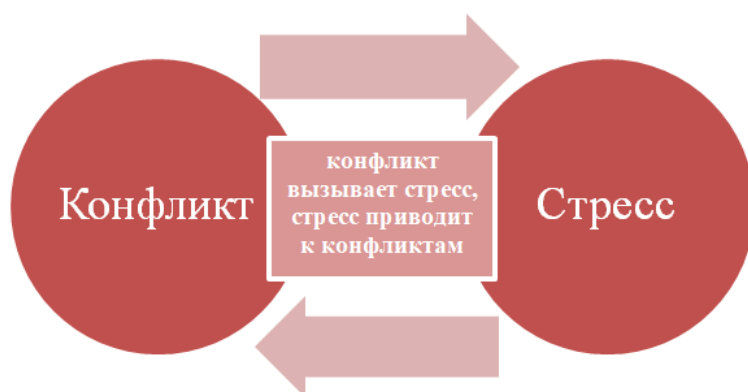 Конфликт
конфликт
вызывает стресс,
стресс приводит
к конфликтам
Стресс